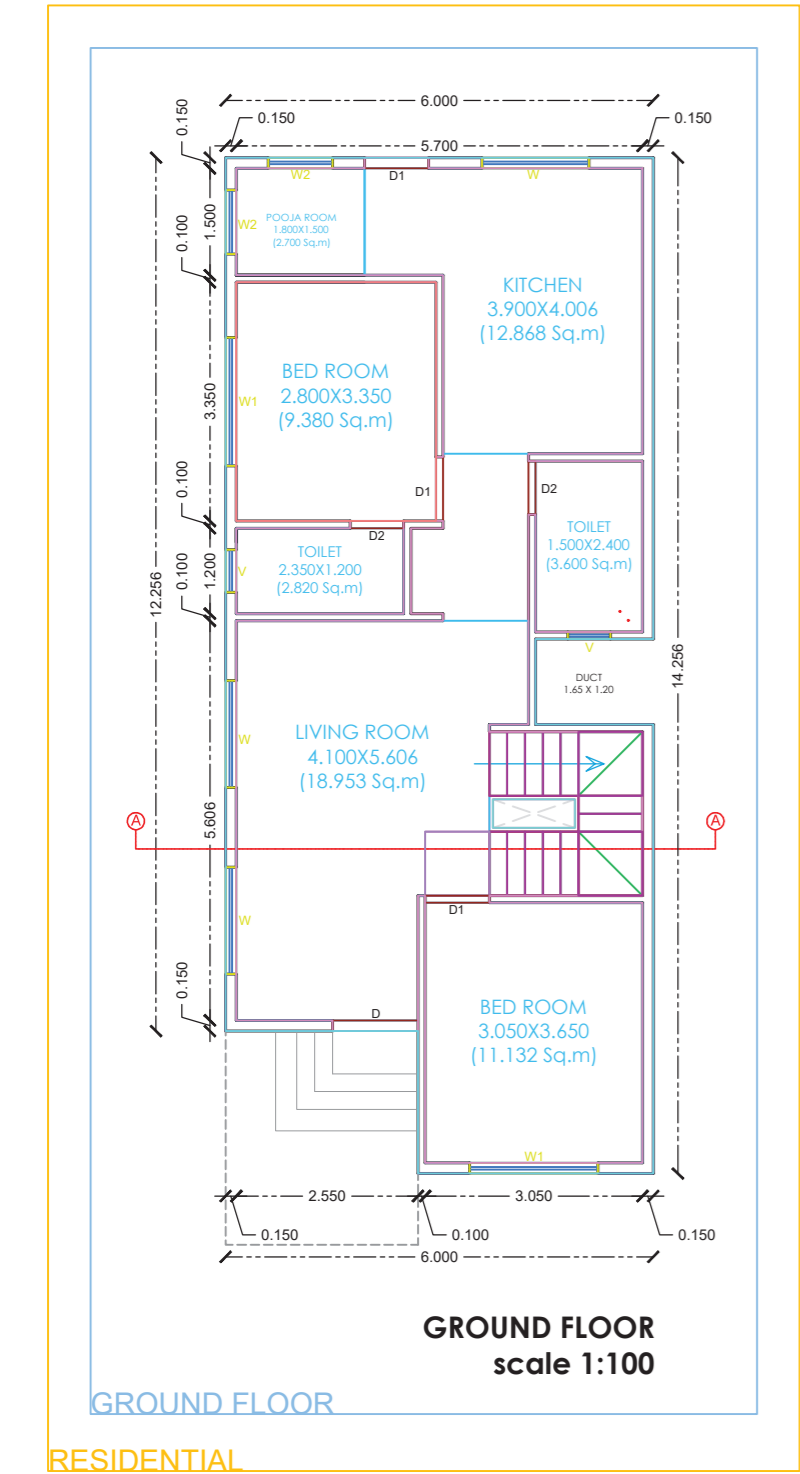 6.000
0.150
0.150
0.150
5.700
W2
D1
W
POOJA ROOM
1.800X1.500
(2.700 Sq.m)
W2
1.500
0.100
KITCHEN
3.900X4.006
(12.868 Sq.m)
BED ROOM
2.800X3.350
(9.380 Sq.m)
W1
3.350
D1
D2
0.100
D2
TOILET
1.500X2.400
(3.600 Sq.m)
TOILET
2.350X1.200
(2.820 Sq.m)
V
1.200
0.100
12.256
V
DUCT
1.65 X 1.20
14.256
LIVING ROOM
4.100X5.606
(18.953 Sq.m)
W
5.606
A
A
D1
W
0.150
D
BED ROOM
3.050X3.650
(11.132 Sq.m)
W1
2.550
3.050
0.150
0.100
0.150
6.000
GROUND FLOOR
scale 1:100
GROUND FLOOR
RESIDENTIAL